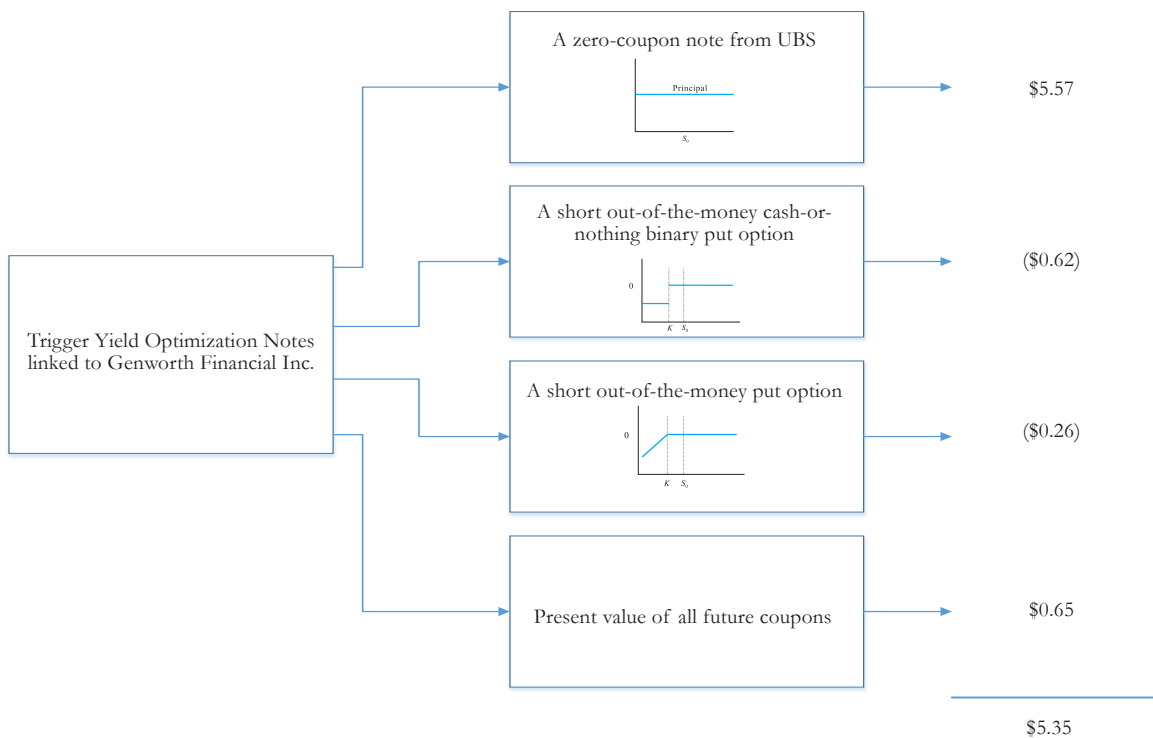 A zero-coupon note from UBS
Principal
S₀
$5.57
A short out-of-the-money cash-or-
nothing binary put option
0
K S₀
($0.62)
Trigger Yield Optimization Notes
linked to Genworth Financial Inc.
A short out-of-the-money put option
0
K S₀
($0.26)
Present value of all future coupons
$0.65
$5.35